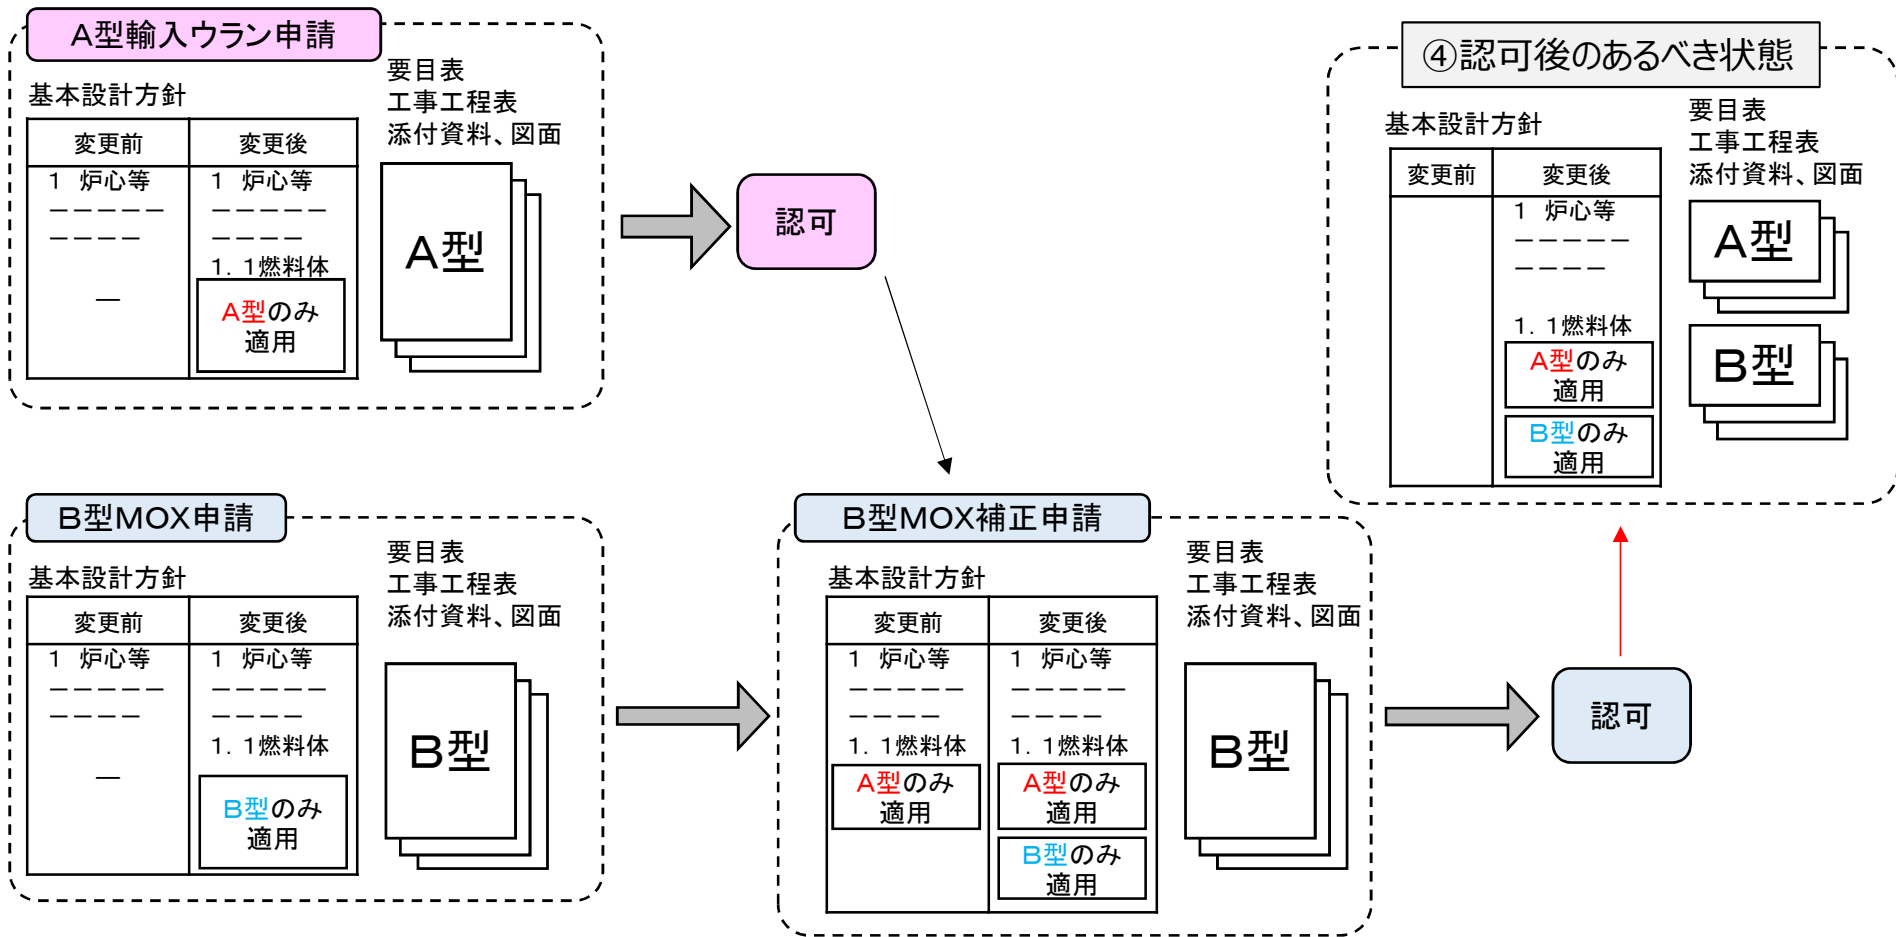 A型輸入ウラン申請
要目表
工事工程表
添付資料、図面
基本設計方針
変更前
変更後
1 炉心等
1 炉心等
－－－－－
－－－－－
－－－－
－－－－
1．1燃料体
－
A型のみ
適用
A型
認可
④認可後のあるべき状態
要目表
工事工程表
添付資料、図面
基本設計方針
変更前
変更後
1 炉心等
－－－－－
－－－－
1．1燃料体
A型のみ
適用
B型のみ
適用
A型
B型
B型MOX申請
要目表
工事工程表
添付資料、図面
基本設計方針
変更前
変更後
1 炉心等
1 炉心等
－－－－－
－－－－－
－－－－
－－－－
1．1燃料体
－
B型のみ
適用
B型
B型MOX補正申請
要目表
工事工程表
添付資料、図面
基本設計方針
変更前
変更後
1 炉心等
1 炉心等
－－－－－
－－－－－
－－－－
－－－－
1．1燃料体
1．1燃料体
A型のみ
適用
A型のみ
適用
B型のみ
適用
B型
認可